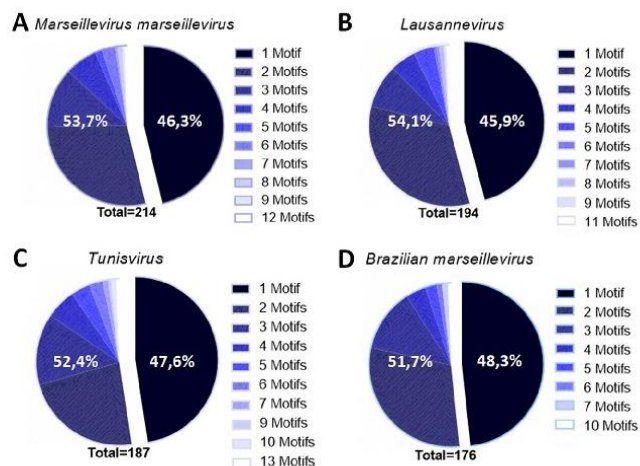 A Marseillevirus marseillevirus
53,7%
46,3%
1 Motif
2 Motifs
3 Motifs
4 Motifs
5 Motifs
6 Motifs
7 Motifs
8 Motifs
9 Motifs
12 Motifs
Total=214
B Lausannevirus
54,1%
45,9%
1 Motif
2 Motifs
3 Motifs
4 Motifs
5 Motifs
6 Motifs
7 Motifs
8 Motifs
9 Motifs
11 Motifs
Total=194
C Tunisvirus
52,4%
47,6%
1 Motif
2 Motifs
3 Motifs
4 Motifs
5 Motifs
6 Motifs
7 Motifs
9 Motifs
10 Motifs
13 Motifs
Total=187
D Brazilian marseillevirus
51,7%
48,3%
1 Motif
2 Motifs
3 Motifs
4 Motifs
5 Motifs
6 Motifs
7 Motifs
10 Motifs
Total=176